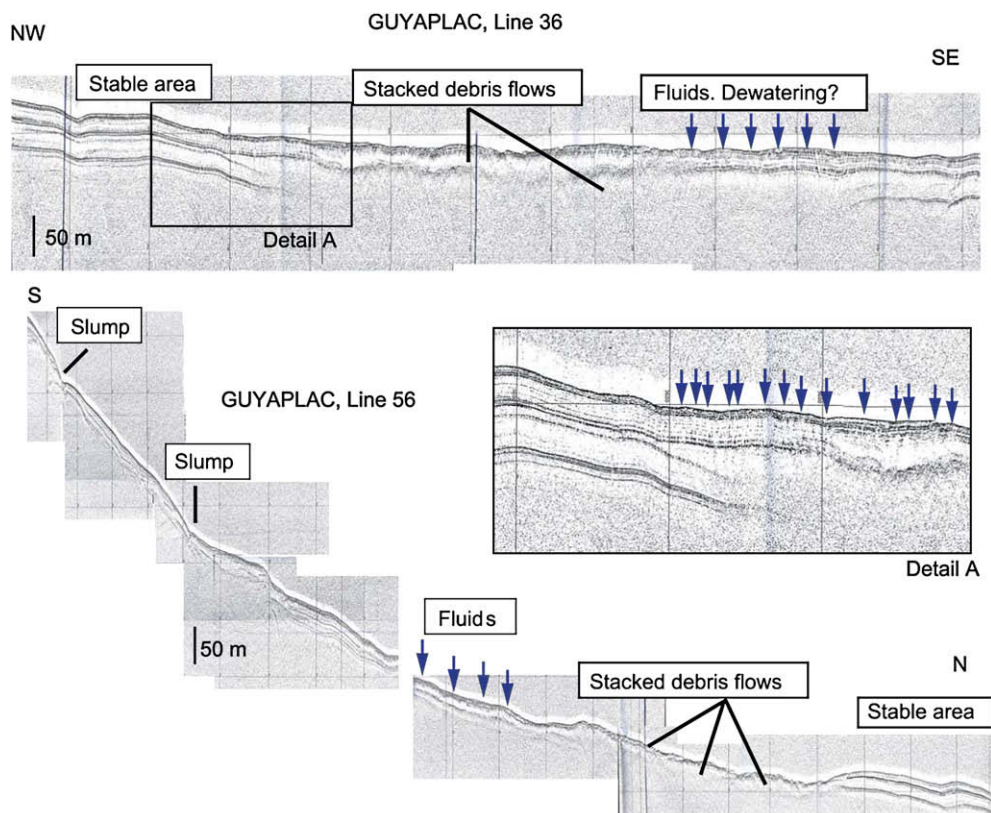 GUYAPLAC, Line 36
NW
SE
Stable area
Stacked debris flows
Fluids. Dewatering?
50 m
Detail A
S
Slump
GUYAPLAC, Line 56
Slump
50 m
Detail A
Fluids
N
Stacked debris flows
Stable area